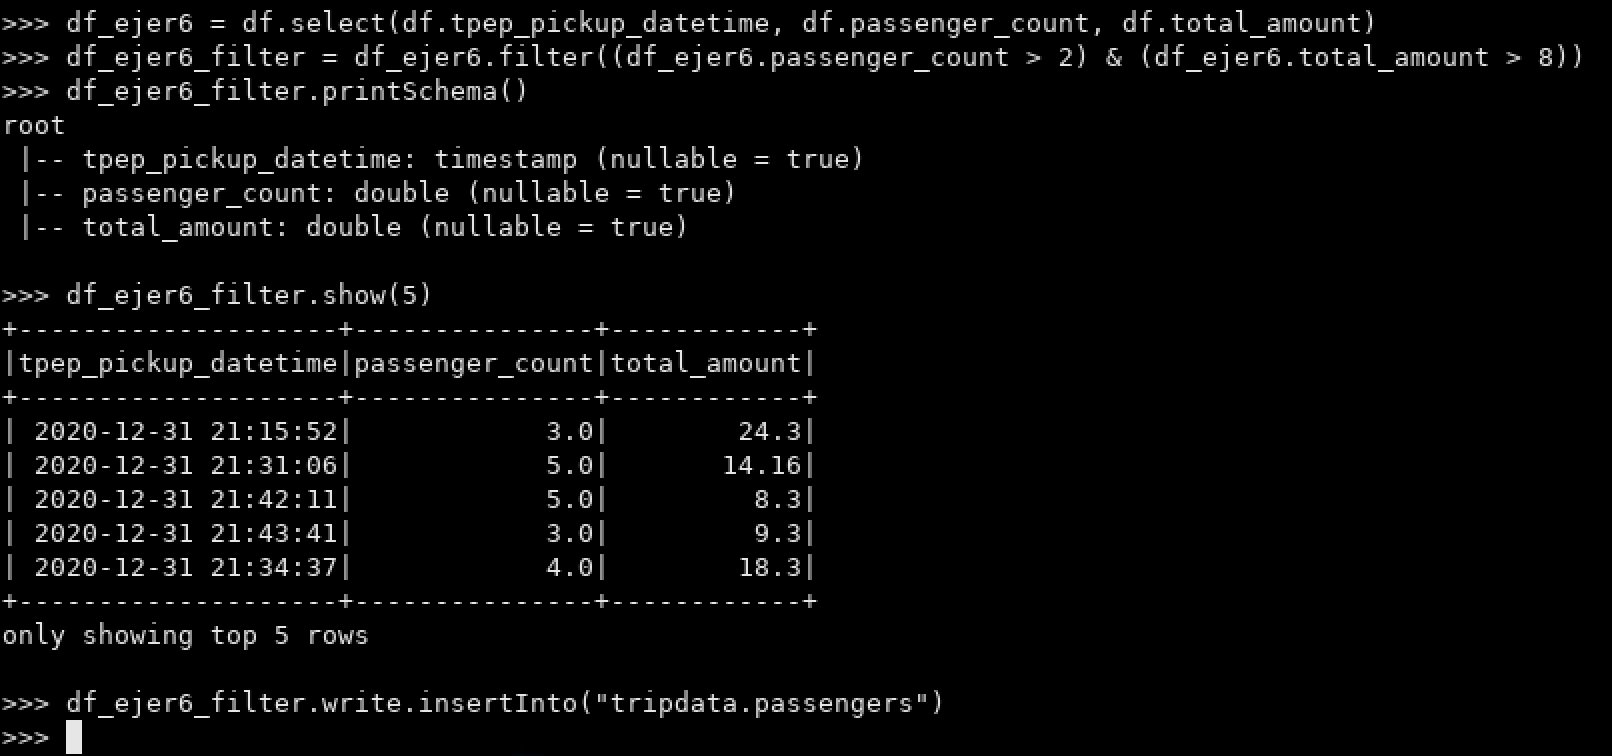 >>> df_ejer6 = df.select(df.tpep_pickup_datetime, df.passenger_count, df.total_amount)
>>> df_ejer6_filter = df_ejer6.filter((df_ejer6.passenger_count > 2) & (df_ejer6.total_amount > 8))
>>> df_ejer6_filter.printSchema()
root
 |-- tpep_pickup_datetime: timestamp (nullable = true)
 |-- passenger_count: double (nullable = true)
 |-- total_amount: double (nullable = true)

>>> df_ejer6_filter.show(5)
+--------------------+---------------+------------+
|tpep_pickup_datetime|passenger_count|total_amount|
+--------------------+---------------+------------+
| 2020-12-31 21:15:52|            3.0|        24.3|
| 2020-12-31 21:31:06|            5.0|       14.16|
| 2020-12-31 21:42:11|            5.0|         8.3|
| 2020-12-31 21:43:41|            3.0|         9.3|
| 2020-12-31 21:34:37|            4.0|        18.3|
+--------------------+---------------+------------+
only showing top 5 rows

>>> df_ejer6_filter.write.insertInto("tripdata.passengers")
>>>